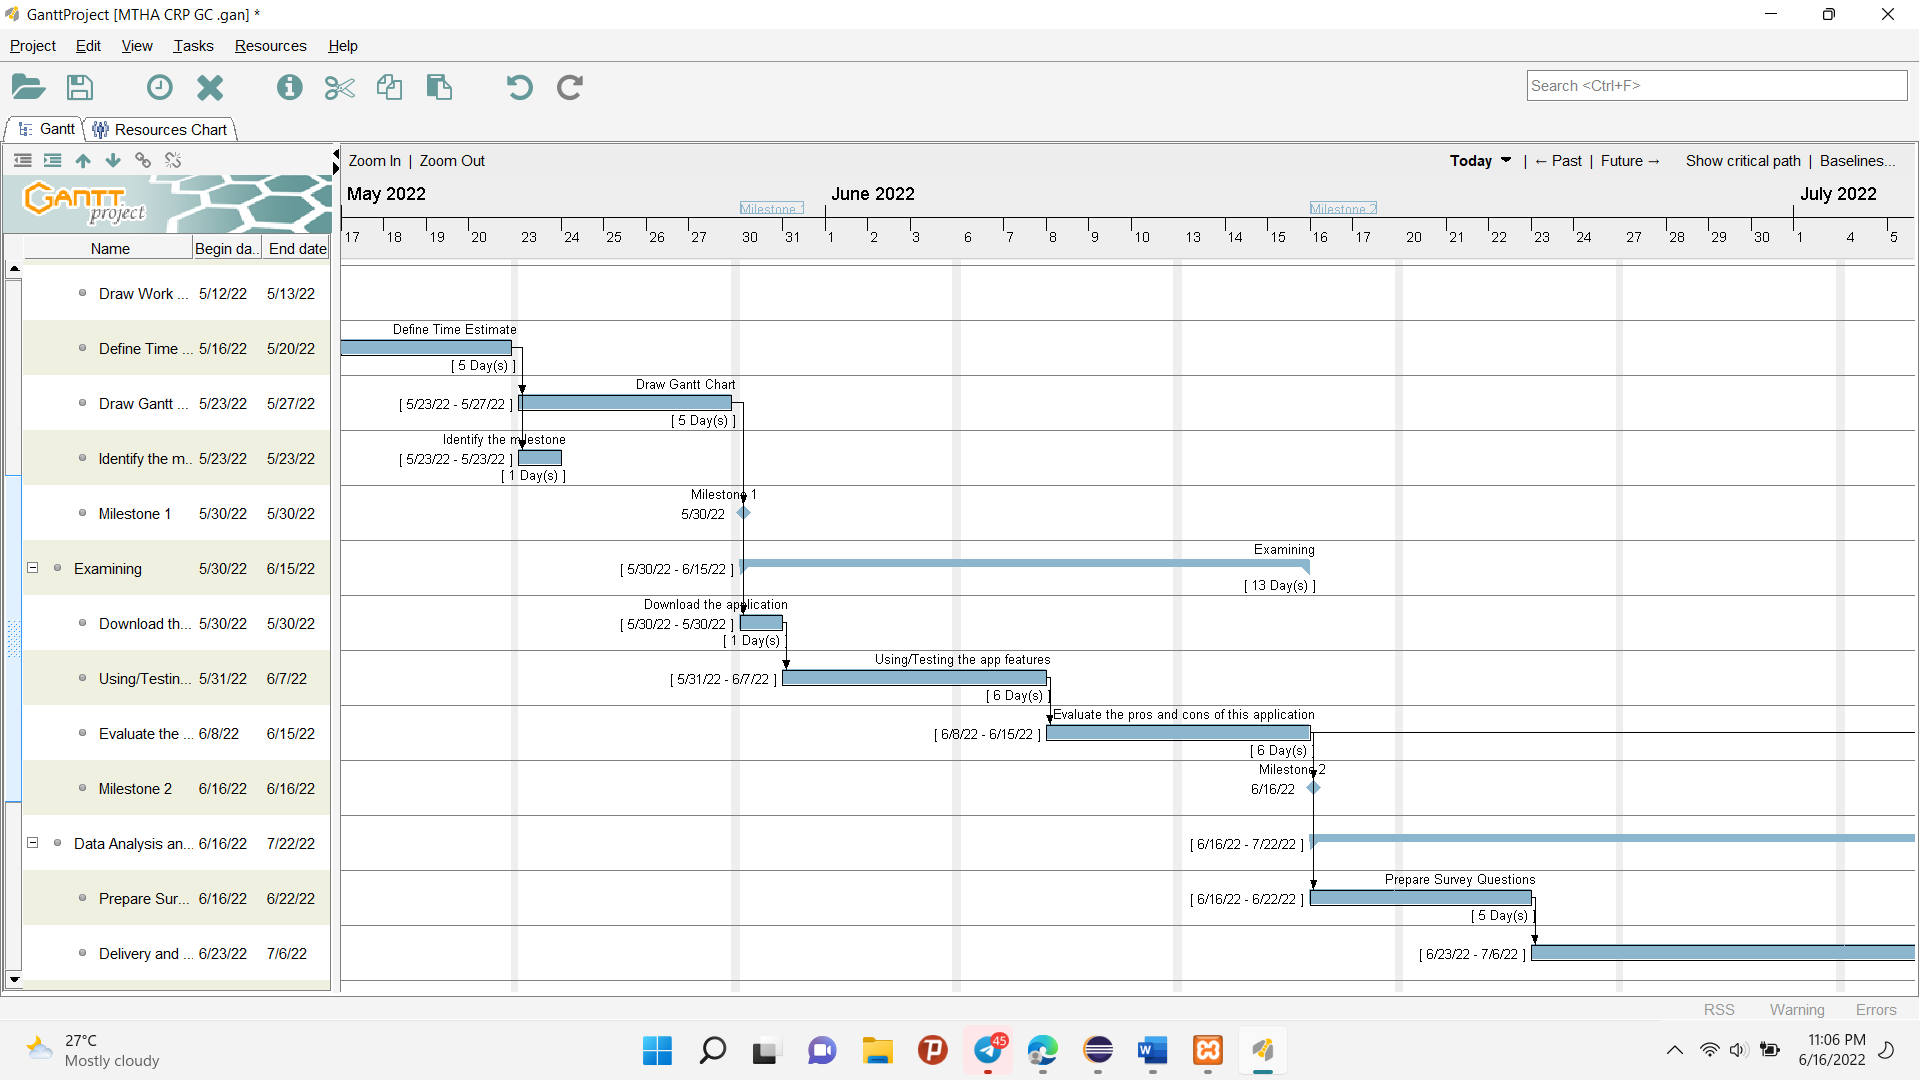 GanttProject [MTHA CRP GC .gan] *
Project Edit View Tasks Resources Help
Search <Ctrl+F>
Gantt Resources Chart
Zoom In | Zoom Out Today | ← Past | Future → Show critical path | Baselines...
GANTT project
May 2022 June 2022 July 2022
Milestone 1 Milestone 2
17 18 19 20 23 24 25 26 27 30 31 1 2 3 6 7 8 9 10 13 14 15 16 17 20 21 22 23 24 27 28 29 30 1 4 5
Name Begin da.. End date
Draw Work ... 5/12/22 5/13/22
Define Time Estimate
Define Time ... 5/16/22 5/20/22
[ 5 Day(s) ]
Draw Gantt Chart
Draw Gantt ... 5/23/22 5/27/22 [ 5/23/22 - 5/27/22 ]
[ 5 Day(s) ]
Identify the milestone
Identify the m.. 5/23/22 5/23/22 [ 5/23/22 - 5/23/22 ]
[ 1 Day(s) ]
Milestone 1
Milestone 1 5/30/22 5/30/22 5/30/22
Examining
Examining 5/30/22 6/15/22 [ 5/30/22 - 6/15/22 ]
[ 13 Day(s) ]
Download the application
Download th... 5/30/22 5/30/22 [ 5/30/22 - 5/30/22 ]
[ 1 Day(s) ]
Using/Testing the app features
Using/Testin... 5/31/22 6/7/22 [ 5/31/22 - 6/7/22 ]
[ 6 Day(s) ]
Evaluate the pros and cons of this application
Evaluate the ... 6/8/22 6/15/22 [ 6/8/22 - 6/15/22 ]
[ 6 Day(s) ]
Milestone 2
Milestone 2 6/16/22 6/16/22 6/16/22
Data Analysis an... 6/16/22 7/22/22 [ 6/16/22 - 7/22/22 ]
Prepare Survey Questions
Prepare Sur... 6/16/22 6/22/22 [ 6/16/22 - 6/22/22 ]
[ 5 Day(s) ]
Delivery and ... 6/23/22 7/6/22 [ 6/23/22 - 7/6/22 ]
RSS Warning Errors
27°C
Mostly cloudy
45
11:06 PM
6/16/2022